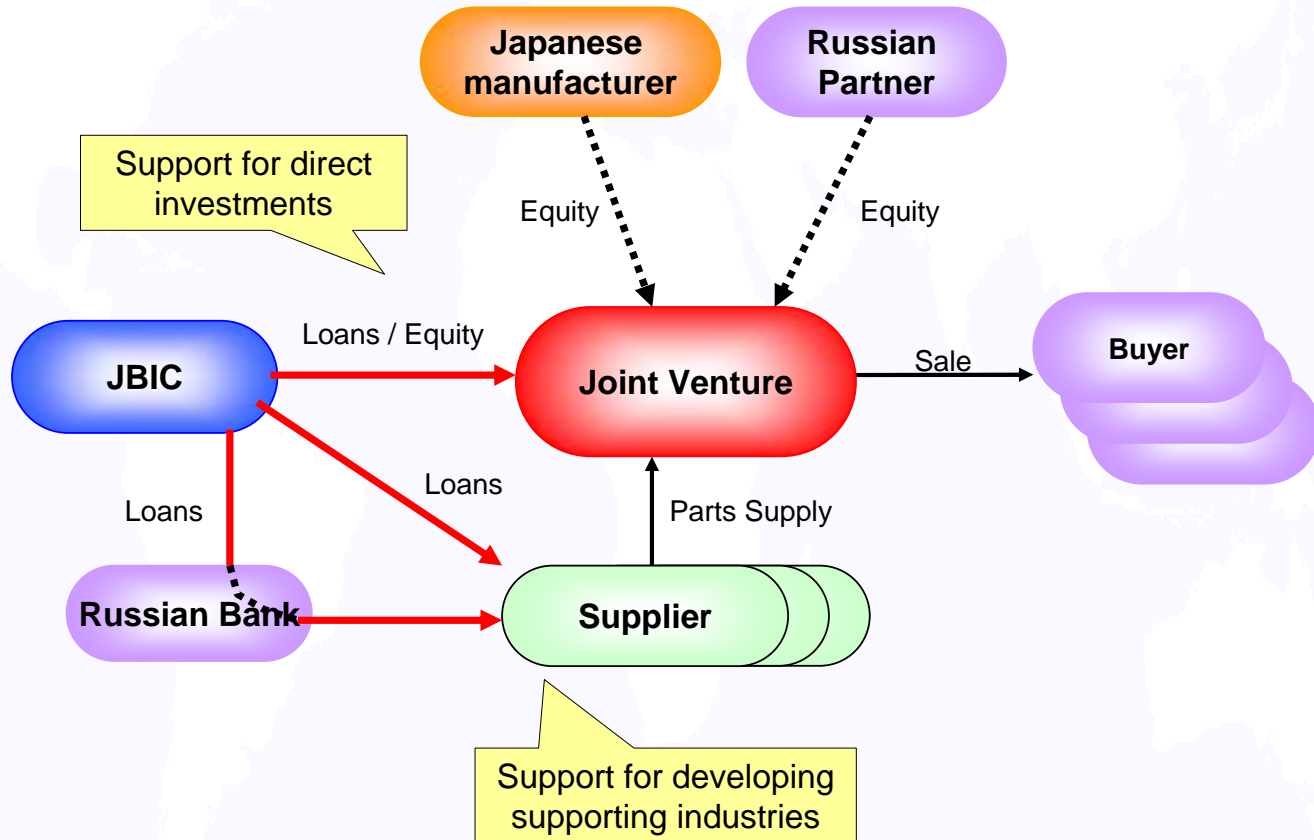 Japanese
manufacturer
Russian
Partner
Support for direct
investments
Equity
Equity
Loans / Equity
JBIC
Joint Venture
Sale
Buyer
Loans
Loans
Parts Supply
Russian Bank
Supplier
Support for developing
supporting industries